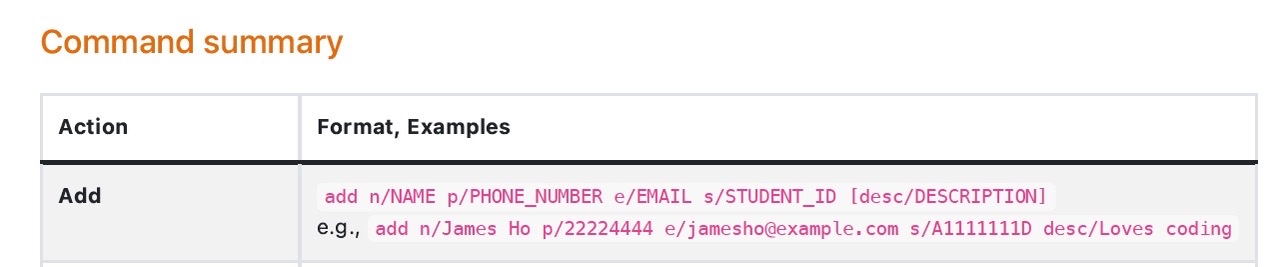 Command summary
Action
Format, Examples
Add
add n/NAME p/PHONE_NUMBER e/EMAIL s/STUDENT_ID [desc/DESCRIPTION]
e.g., add n/James Ho p/22224444 e/jamesho@example.com s/A1111111D desc/Loves coding